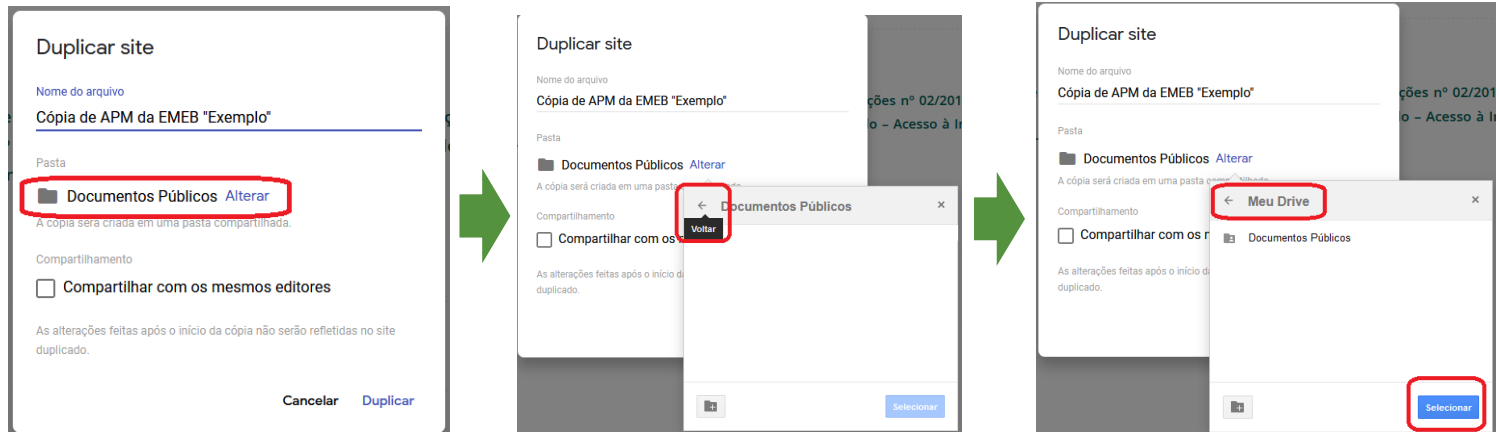 Duplicar site
Nome do arquivo
Cópia de APM da EMEB "Exemplo"
Pasta
Documentos Públicos Alterar
A cópia será criada em uma pasta compartilhada.
Compartilhamento
Compartilhar com os mesmos editores
As alterações feitas após o início da cópia não serão refletidas no site
duplicado.
Cancelar Duplicar
Duplicar site
Nome do arquivo
Cópia de APM da EMEB "Exemplo"
ções nº 02/201
o – Acesso à I
Pasta
Documentos Públicos Alterar
A cópia será criada em uma pasta
Compartilhamento
Compartilhar com os
As alterações feitas após o início d
duplicado.
← Documentos Públicos ×
Voltar
Selecionar
Duplicar site
Nome do arquivo
Cópia de APM da EMEB "Exemplo"
ções nº 02/201
o – Acesso à I
Pasta
Documentos Públicos Alterar
A cópia será criada em uma pasta
Compartilhamento
Compartilhar com os
As alterações feitas após o início d
duplicado.
← Meu Drive ×
Documentos Públicos
Selecionar